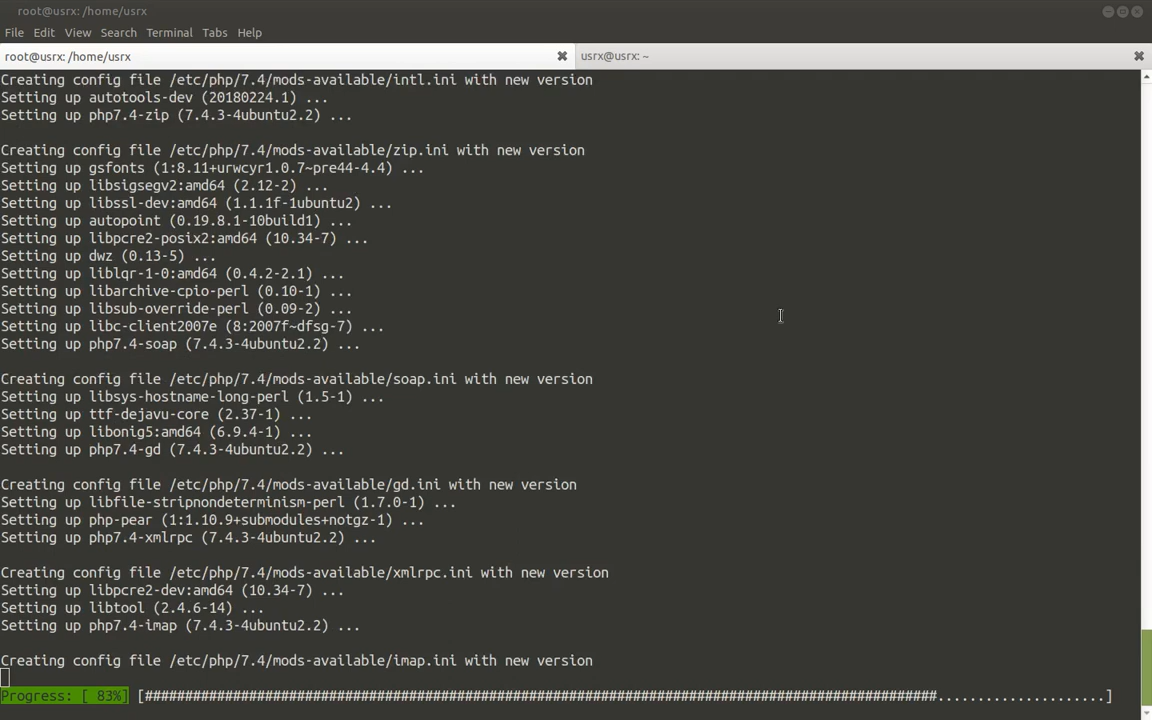 root@usrx: /home/usrx
File Edit View Search Terminal Tabs Help
root@usrx: /home/usrx usrx@usrx: ~
Creating config file /etc/php/7.4/mods-available/intl.ini with new version
Setting up autotools-dev (20180224.1) ...
Setting up php7.4-zip (7.4.3-4ubuntu2.2) ...
Creating config file /etc/php/7.4/mods-available/zip.ini with new version
Setting up gsfonts (1:8.11+urwcyr1.0.7~pre44-4.4) ...
Setting up libsigsegv2:amd64 (2.12-2) ...
Setting up libssl-dev:amd64 (1.1.1f-1ubuntu2) ...
Setting up autopoint (0.19.8.1-10build1) ...
Setting up libpcre2-posix2:amd64 (10.34-7) ...
Setting up dwz (0.13-5) ...
Setting up liblqr-1-0:amd64 (0.4.2-2.1) ...
Setting up libarchive-cpio-perl (0.10-1) ...
Setting up libsub-override-perl (0.09-2) ...
Setting up libc-client2007e (8:2007f~dfsg-7) ...
Setting up php7.4-soap (7.4.3-4ubuntu2.2) ...
Creating config file /etc/php/7.4/mods-available/soap.ini with new version
Setting up libsys-hostname-long-perl (1.5-1) ...
Setting up ttf-dejavu-core (2.37-1) ...
Setting up libonig5:amd64 (6.9.4-1) ...
Setting up php7.4-gd (7.4.3-4ubuntu2.2) ...
Creating config file /etc/php/7.4/mods-available/gd.ini with new version
Setting up libfile-stripnondeterminism-perl (1.7.0-1) ...
Setting up php-pear (1:1.10.9+submodules+notgz-1) ...
Setting up php7.4-xmlrpc (7.4.3-4ubuntu2.2) ...
Creating config file /etc/php/7.4/mods-available/xmlrpc.ini with new version
Setting up libpcre2-dev:amd64 (10.34-7) ...
Setting up libtool (2.4.6-14) ...
Setting up php7.4-imap (7.4.3-4ubuntu2.2) ...
Creating config file /etc/php/7.4/mods-available/imap.ini with new version
Progress: [ 83%] [###################################################################################################.....................]